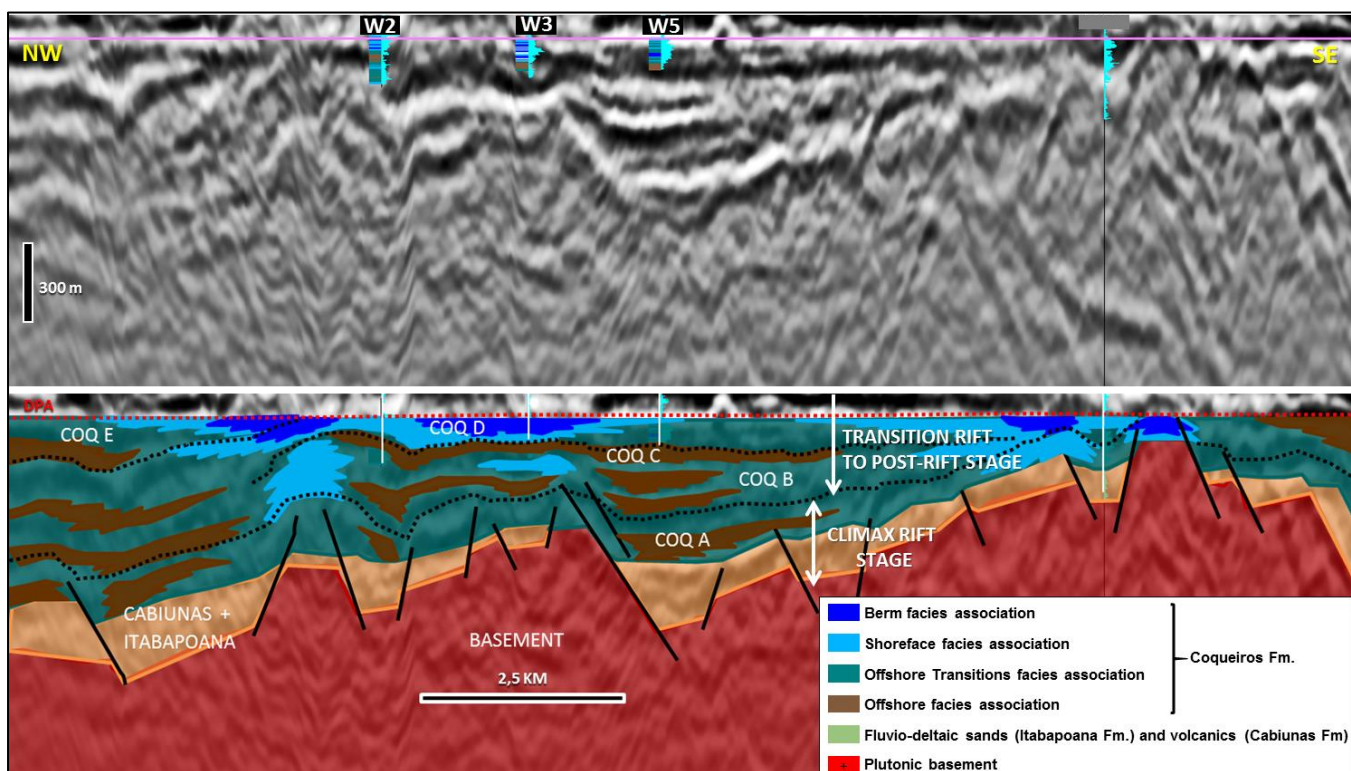 W2
W3
W5
NW
SE
300 m
DPA
COQ E
COQ D
COQ C
COQ B
COQ A
TRANSITION RIFT
TO POST-RIFT STAGE
CLIMAX RIFT
STAGE
CABIUNAS +
ITABAPOANA
BASEMENT
2,5 KM
Berm facies association
Shoreface facies association
Offshore Transitions facies association
Offshore facies association
Coqueiros Fm.
Fluvio-deltaic sands (Itabapoana Fm.) and volcanics (Cabiunas Fm)
+ Plutonic basement